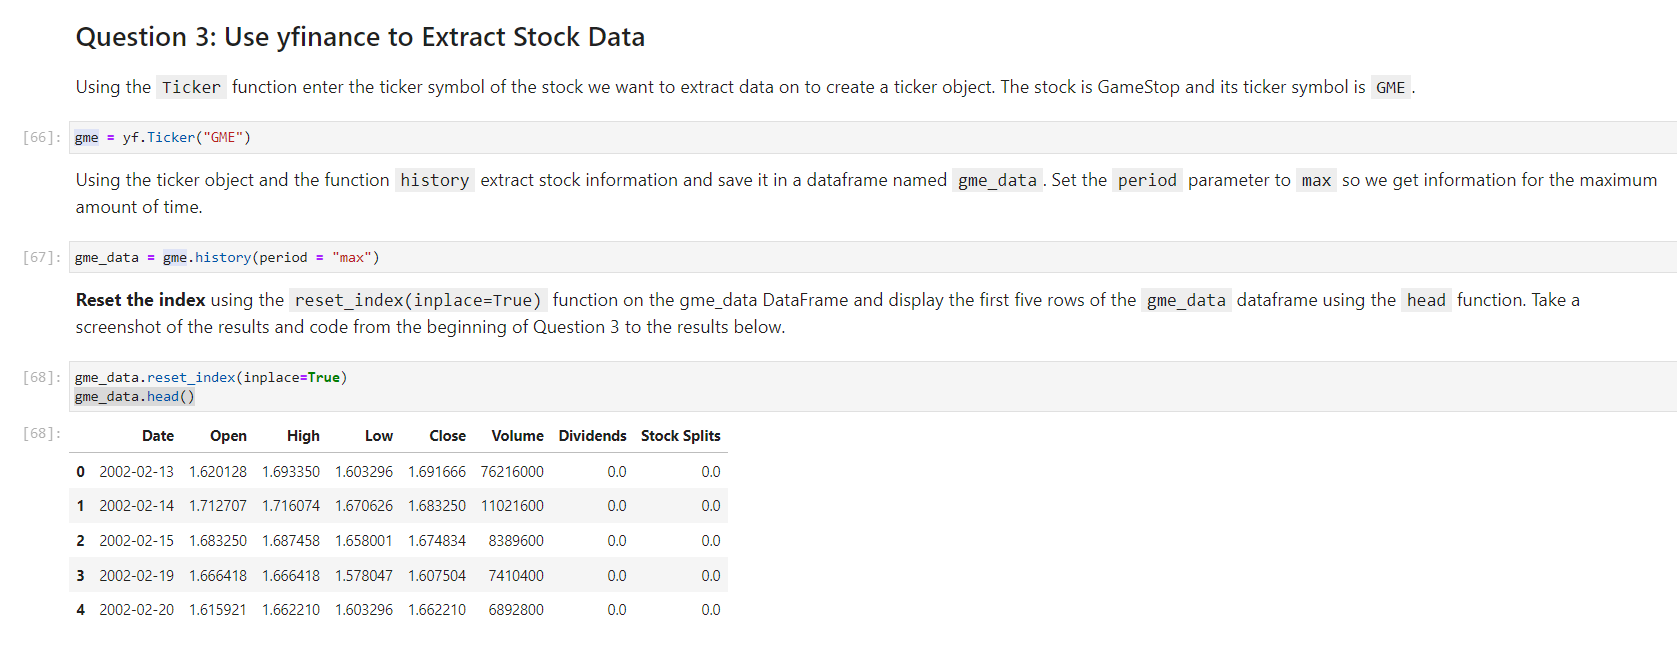 Question 3: Use yfinance to Extract Stock Data
Using the Ticker function enter the ticker symbol of the stock we want to extract data on to create a ticker object. The stock is GameStop and its ticker symbol is GME .
[66]: gme = yf.Ticker("GME")
Using the ticker object and the function history extract stock information and save it in a dataframe named gme_data . Set the period parameter to max so we get information for the maximum
amount of time.
[67]: gme_data = gme.history(period = "max")
Reset the index using the reset_index(inplace=True) function on the gme_data DataFrame and display the first five rows of the gme_data dataframe using the head function. Take a
screenshot of the results and code from the beginning of Question 3 to the results below.
[68]: gme_data.reset_index(inplace=True)
gme_data.head()
[68]: Date Open High Low Close Volume Dividends Stock Splits
0 2002-02-13 1.620128 1.693350 1.603296 1.691666 76216000 0.0 0.0
1 2002-02-14 1.712707 1.716074 1.670626 1.683250 11021600 0.0 0.0
2 2002-02-15 1.683250 1.687458 1.658001 1.674834 8389600 0.0 0.0
3 2002-02-19 1.666418 1.666418 1.578047 1.607504 7410400 0.0 0.0
4 2002-02-20 1.615921 1.662210 1.603296 1.662210 6892800 0.0 0.0